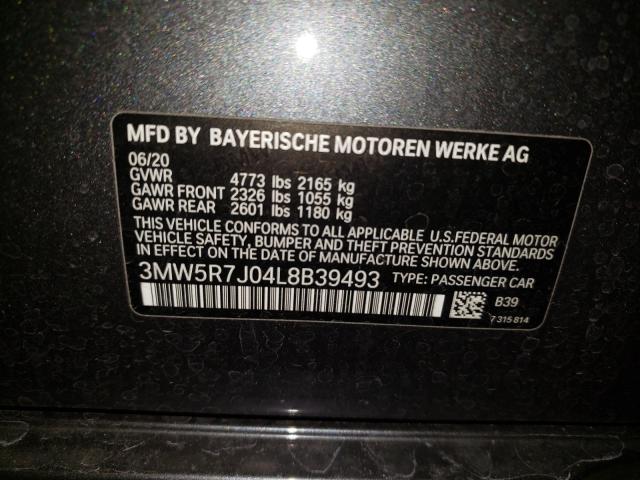 MFD BY BAYERISCHE MOTOREN WERKE AG
06/20
GVWR 4773 lbs 2165 kg
GAWR FRONT 2326 lbs 1055 kg
GAWR REAR 2601 lbs 1180 kg
THIS VEHICLE CONFORMS TO ALL APPLICABLE U.S.FEDERAL MOTOR
VEHICLE SAFETY, BUMPER AND THEFT PREVENTION STANDARDS
IN EFFECT ON THE DATE OF MANUFACTURE SHOWN ABOVE.
3MW5R7J04L8B39493 TYPE: PASSENGER CAR
B39
7 315 814